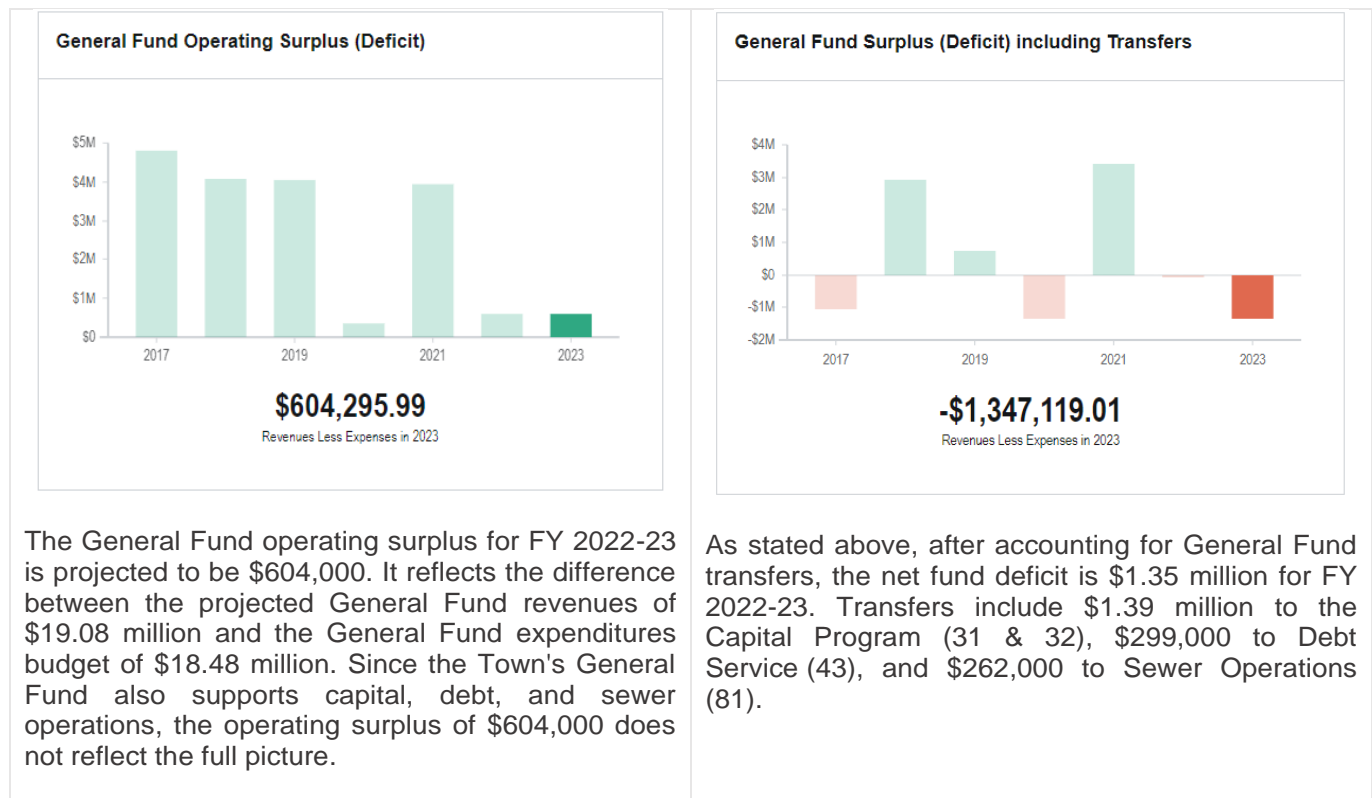 General Fund Operating Surplus (Deficit)
$5M
$4M
$3M
$2M
$1M
$0
2017
2019
2021
2023
$604,295.99
Revenues Less Expenses in 2023
The General Fund operating surplus for FY 2022-23
is projected to be $604,000. It reflects the difference
between the projected General Fund revenues of
$19.08 million and the General Fund expenditures
budget of $18.48 million. Since the Town's General
Fund also supports capital, debt, and sewer
operations, the operating surplus of $604,000 does
not reflect the full picture.
General Fund Surplus (Deficit) including Transfers
$4M
$3M
$2M
$1M
$0
-$1M
-$2M
2017
2019
2021
2023
-$1,347,119.01
Revenues Less Expenses in 2023
As stated above, after accounting for General Fund
transfers, the net fund deficit is $1.35 million for FY
2022-23. Transfers include $1.39 million to the
Capital Program (31 & 32), $299,000 to Debt
Service (43), and $262,000 to Sewer Operations
(81).